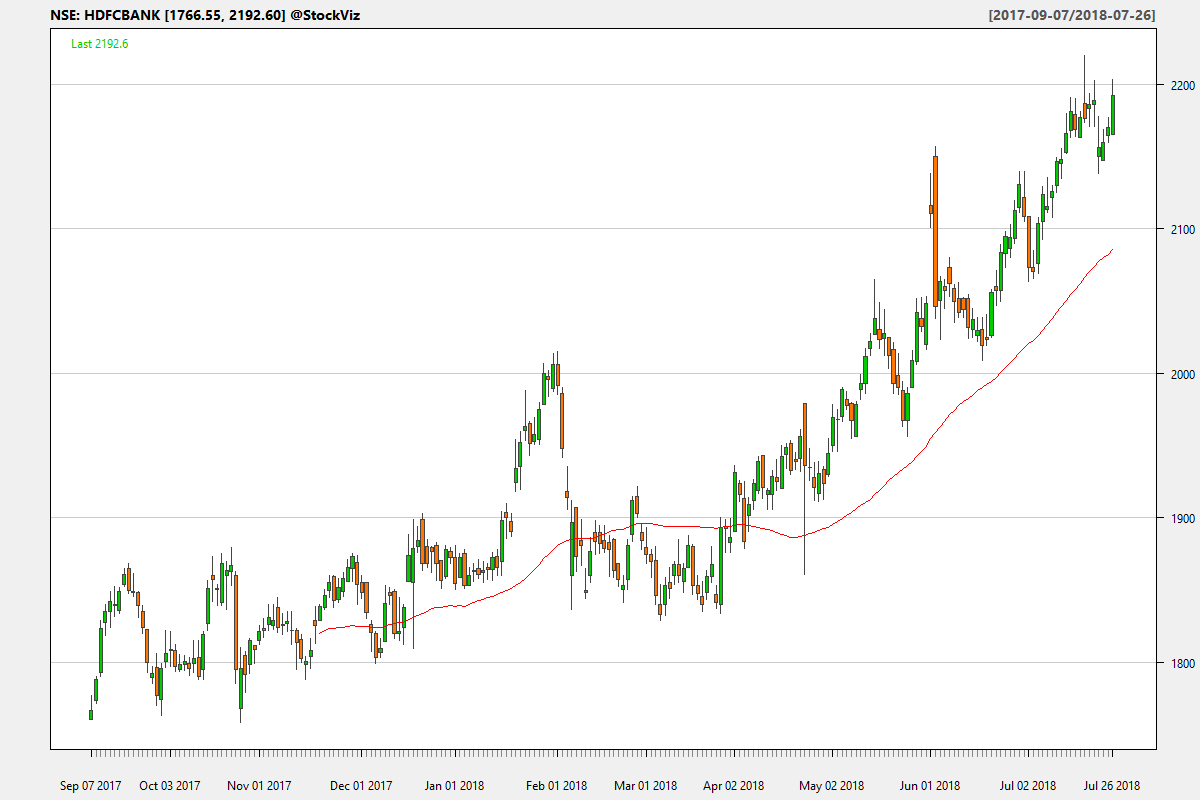 NSE: HDFCBANK [1766.55, 2192.60] @StockViz
[2017-09-07/2018-07-26]
Last 2192.6
2200
2100
2000
1900
1800
Sep 07 2017 Oct 03 2017 Nov 01 2017 Dec 01 2017 Jan 01 2018 Feb 01 2018 Mar 01 2018 Apr 02 2018 May 02 2018 Jun 01 2018 Jul 02 2018 Jul 26 2018